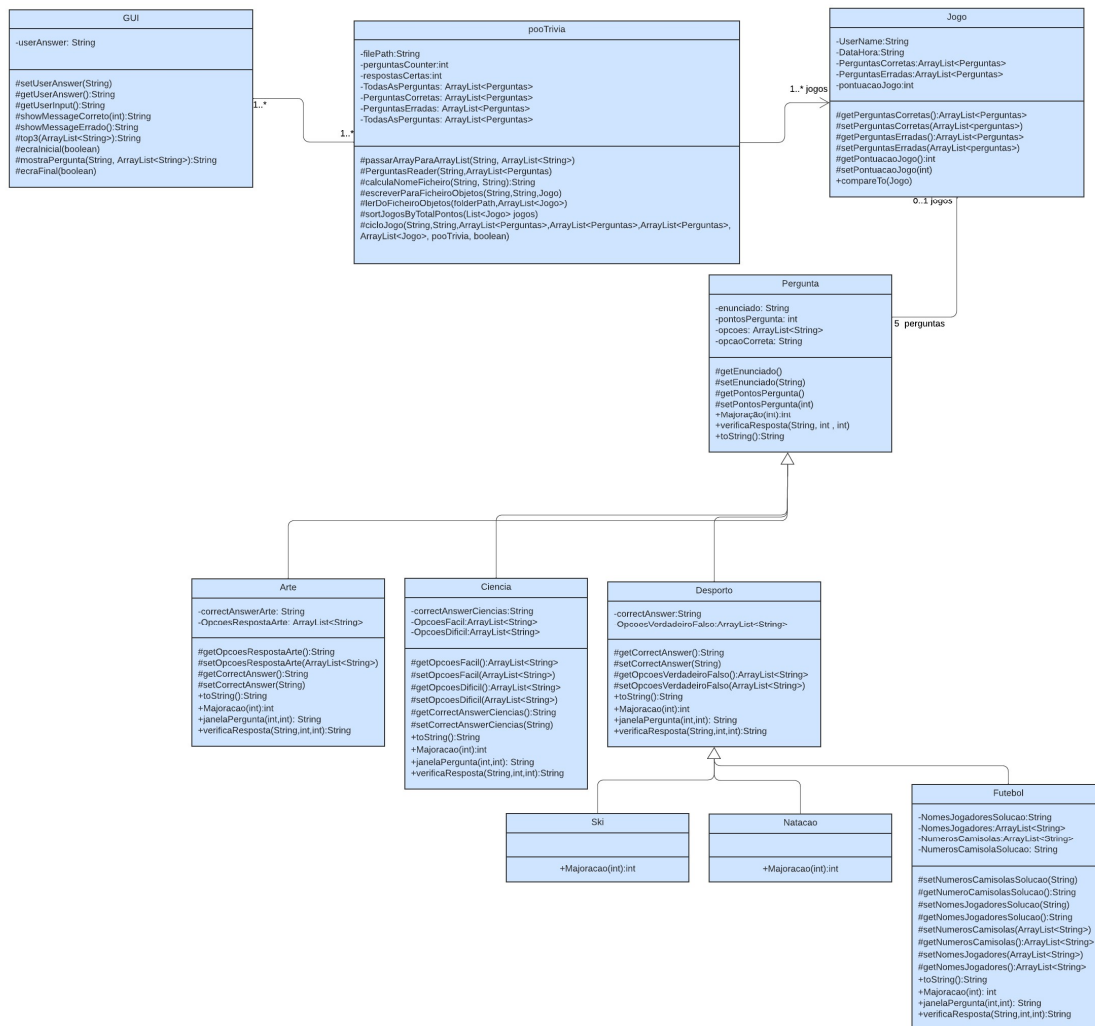 GUI
-userAnswer: String
#setUserAnswer(String)
#getUserAnswer():String
#getUserInput():String
#showMessageCorreto(int):String
#showMessageErrado():String
#top3(ArrayList<String>):String
#ecraInicial(boolean)
#mostraPergunta(String, ArrayList<String>):String
#ecraFinal(boolean)
1..*
1..*
pooTrivia
-filePath:String
-perguntasCounter:int
-respostasCertas:int
-TodasAsPerguntas: ArrayList<Perguntas>
-PerguntasCorretas: ArrayList<Perguntas>
-PerguntasErradas: ArrayList<Perguntas>
-TodasAsPerguntas: ArrayList<Perguntas>
#passarArrayParaArrayList(String, ArrayList<String>)
#PerguntasReader(String,ArrayList<Perguntas)
#calculaNomeFicheiro(String, String):String
#escreverParaFicheiroObjetos(String,String,Jogo)
#lerDoFicheiroObjetos(folderPath,ArrayList<Jogo>)
#sortJogosByTotalPontos(List<Jogo> jogos)
#cicloJogo(String,String,ArrayList<Perguntas>,ArrayList<Perguntas>,ArrayList<Perguntas>,
ArrayList<Jogo>, pooTrivia, boolean)
1..* jogos
Jogo
-UserName:String
-DataHora:String
-PerguntasCorretas:ArrayList<Perguntas>
-PerguntasErradas:ArrayList<Perguntas>
-pontuacaoJogo:int
#getPerguntasCorretas():ArrayList<Perguntas>
#setPerguntasCorretas(ArrayList<perguntas>)
#getPerguntasErradas():ArrayList<Perguntas>
#setPerguntasErradas(ArrayList<perguntas>)
#getPontuacaoJogo():int
#setPontuacaoJogo(int)
+compareTo(Jogo)
0..1 jogos
5 perguntas
Pergunta
-enunciado: String
-pontosPergunta: int
-opcoes: ArrayList<String>
-opcaoCorreta: String
#getEnunciado()
#setEnunciado(String)
#getPontosPergunta()
#setPontosPergunta(int)
+Majoração(int):int
+verificaResposta(String, int , int)
+toString():String
Arte
-correctAnswerArte: String
-OpcoesRespostaArte: ArrayList<String>
#getOpcoesRespostaArte():String
#setOpcoesRespostaArte(ArrayList<String>)
#getCorrectAnswer():String
#setCorrectAnswer(String)
+toString():String
+Majoracao(int):int
+janelaPergunta(int,int): String
+verificaResposta(String,int,int):String
Ciencia
-correctAnswerCiencias:String
-OpcoesFacil:ArrayList<String>
-OpcoesDificil:ArrayList<String>
#getOpcoesFacil():ArrayList<String>
#setOpcoesFacil(ArrayList<String>)
#getOpcoesDificil():ArrayList<String>
#setOpcoesDificil(ArrayList<String>)
#getCorrectAnswerCiencias():String
#setCorrectAnswerCiencias(String)
+toString():String
+Majoracao(int):int
+janelaPergunta(int,int): String
+verificaResposta(String,int,int):String
Desporto
-correctAnswer:String
-OpcoesVerdadeiroFalso:ArrayList<String>
#getCorrectAnswer():String
#setCorrectAnswer(String)
#getOpcoesVerdadeiroFalso():ArrayList<String>
#setOpcoesVerdadeiroFalso(ArrayList<String>)
+toString():String
+Majoracao(int):int
+janelaPergunta(int,int): String
+verificaResposta(String,int,int):String
Ski
+Majoracao(int):int
Natacao
+Majoracao(int):int
Futebol
-NomesJogadoresSolucao:String
-NomesJogadores:ArrayList<String>
-NumerosCamisolas:ArrayList<String>
-NumerosCamisolaSolucao: String
#setNumerosCamisolasSolucao(String)
#getNumeroCamisolasSolucao():String
#setNomesJogadoresSolucao(String)
#getNomesJogadoresSolucao():String
#setNumerosCamisolas(ArrayList<String>)
#getNumerosCamisolas():ArrayList<String>
#setNomesJogadores(ArrayList<String>)
#getNomesJogadores():ArrayList<String>
+toString():String
+Majoracao(int): int
+janelaPergunta(int,int): String
+verificaResposta(String,int,int):String